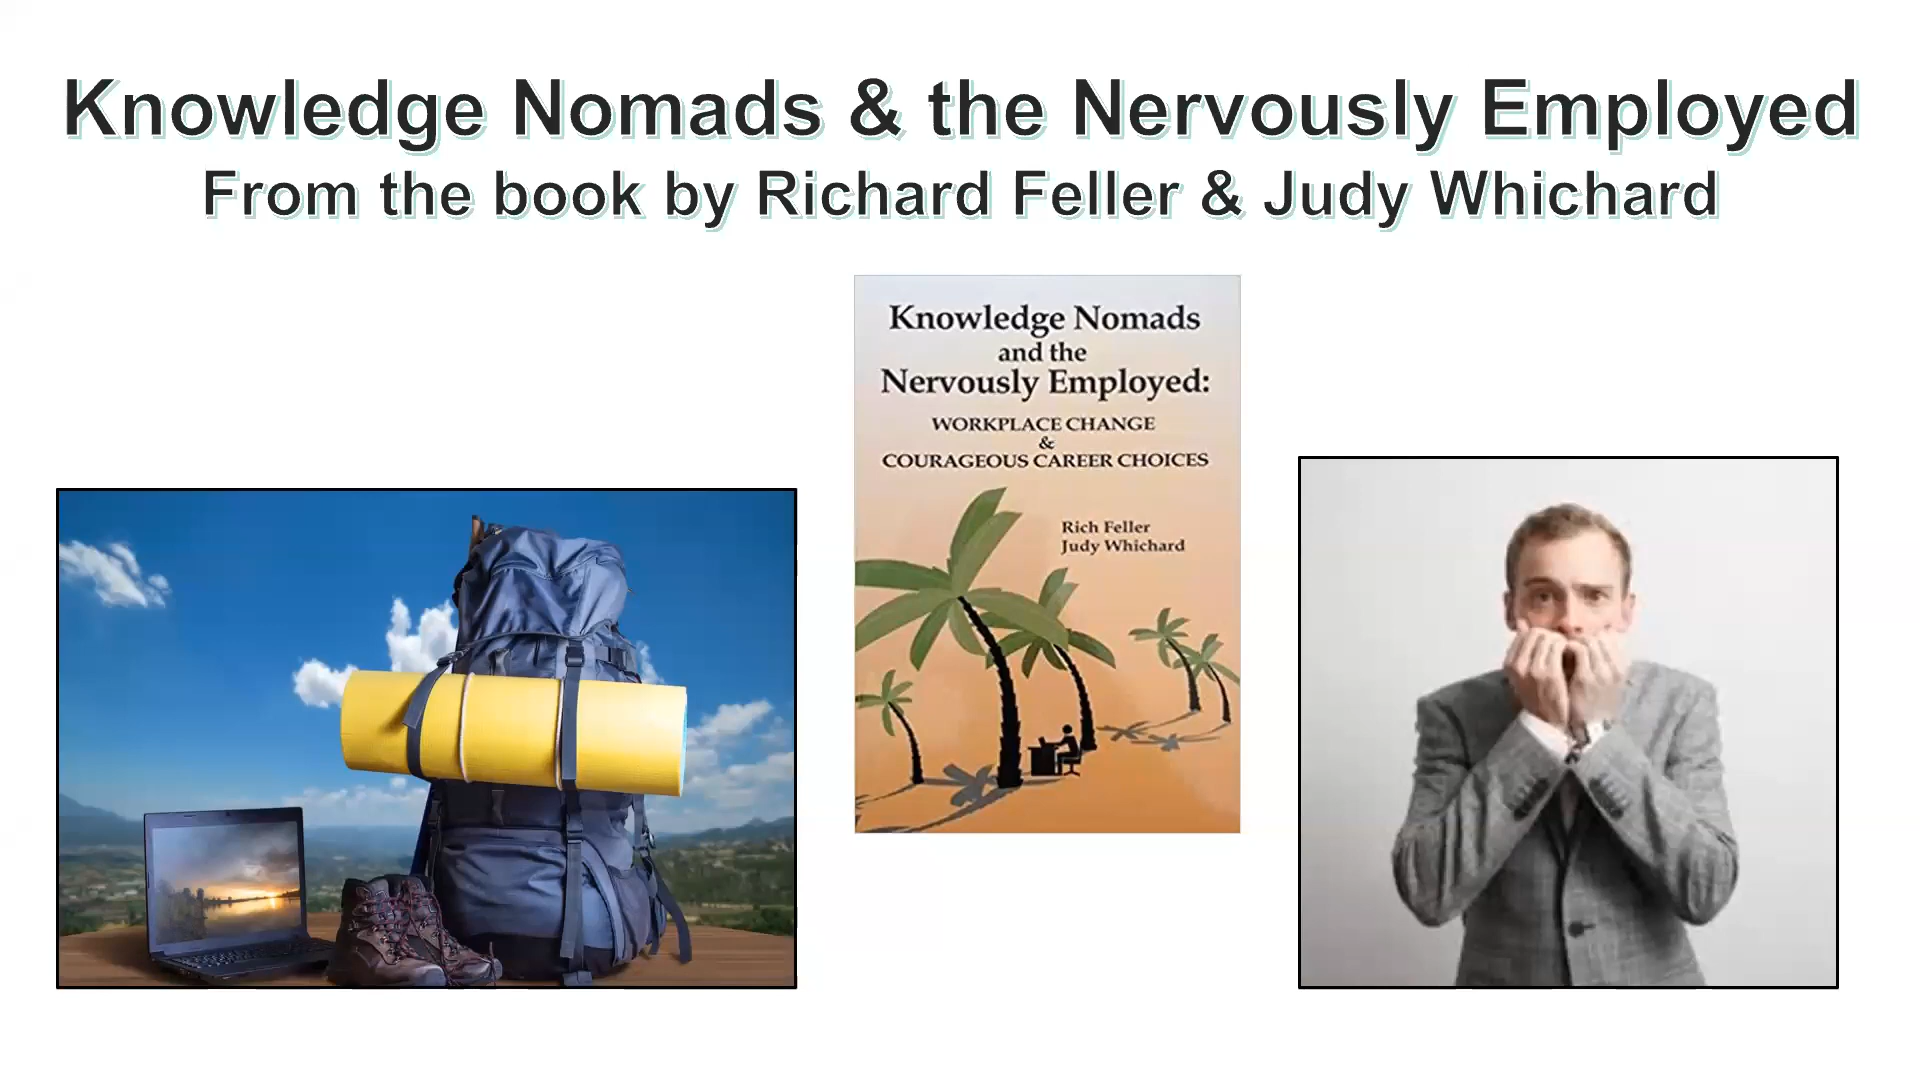 Knowledge Nomads & the Nervously Employed
From the book by Richard Feller & Judy Whichard
Knowledge Nomads
and the
Nervously Employed:
WORKPLACE CHANGE
&
COURAGEOUS CAREER CHOICES
Rich Feller
Judy Whichard